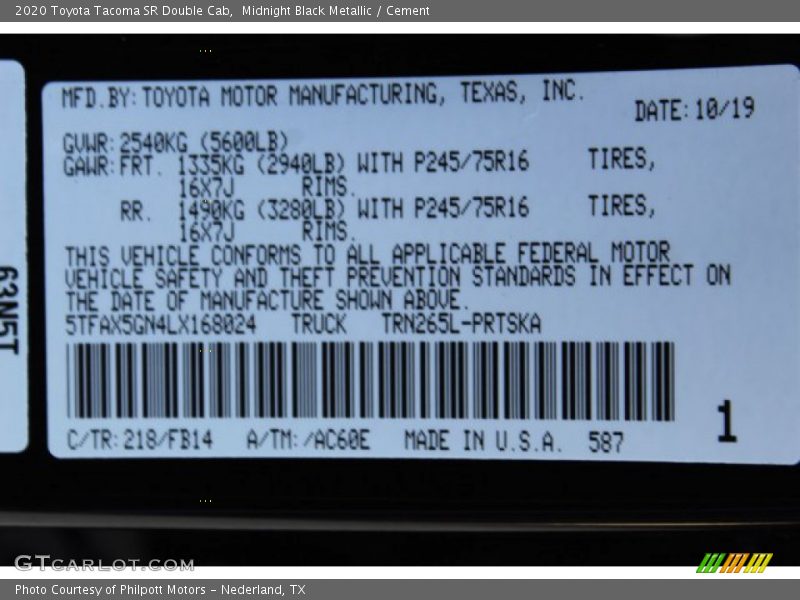 2020 Toyota Tacoma SR Double Cab,  Midnight Black Metallic / Cement
MFD.BY:TOYOTA MOTOR MANUFACTURING, TEXAS, INC.
DATE:10/19
GVWR:2540KG (5600LB)
GAWR:FRT. 1335KG (2940LB) WITH P245/75R16 TIRES,
16X7J RIMS.
RR. 1490KG (3280LB) WITH P245/75R16 TIRES,
16X7J RIMS.
THIS VEHICLE CONFORMS TO ALL APPLICABLE FEDERAL MOTOR
VEHICLE SAFETY AND THEFT PREVENTION STANDARDS IN EFFECT ON
THE DATE OF MANUFACTURE SHOWN ABOVE.
5TFAX5GN4LX168024 TRUCK TRN265L-PRTSKA
C/TR:218/FB14 A/TM:/AC60E MADE IN U.S.A. 587
1
63N5T
GTCARLOT.COM
Photo Courtesy of Philpott Motors - Nederland, TX